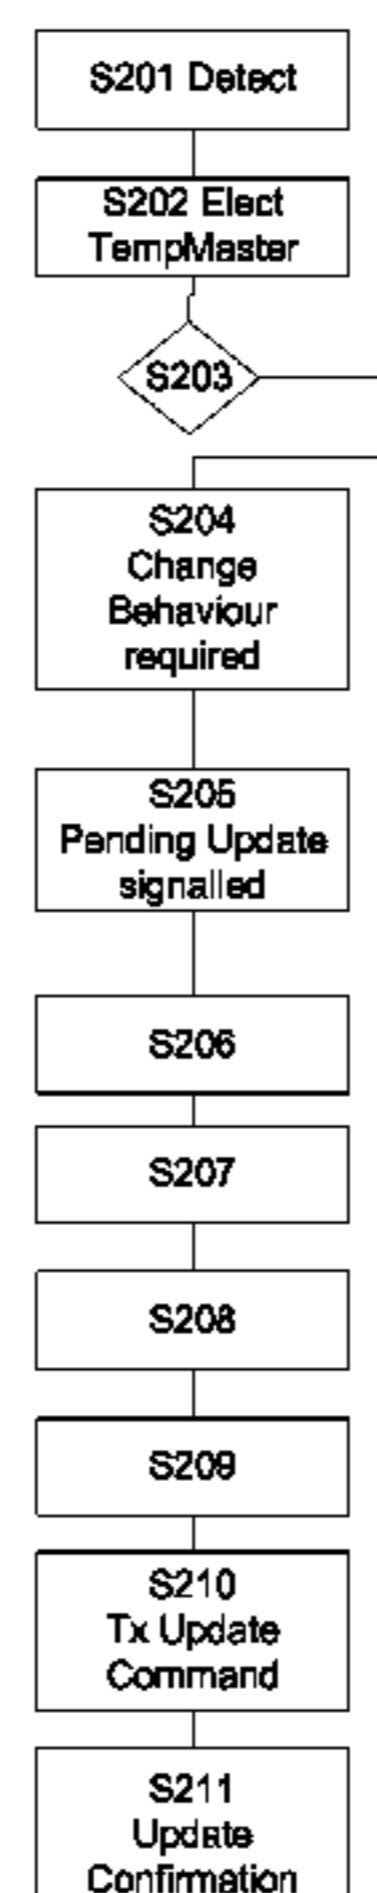 S201 Detect
S202 Elect
TempMaster
S203
S204
Change
Behaviour
required
S205
Pending Update
signalled
S206
S207
S208
S209
S210
Tx Update
Command
S211
Update
Confirmation